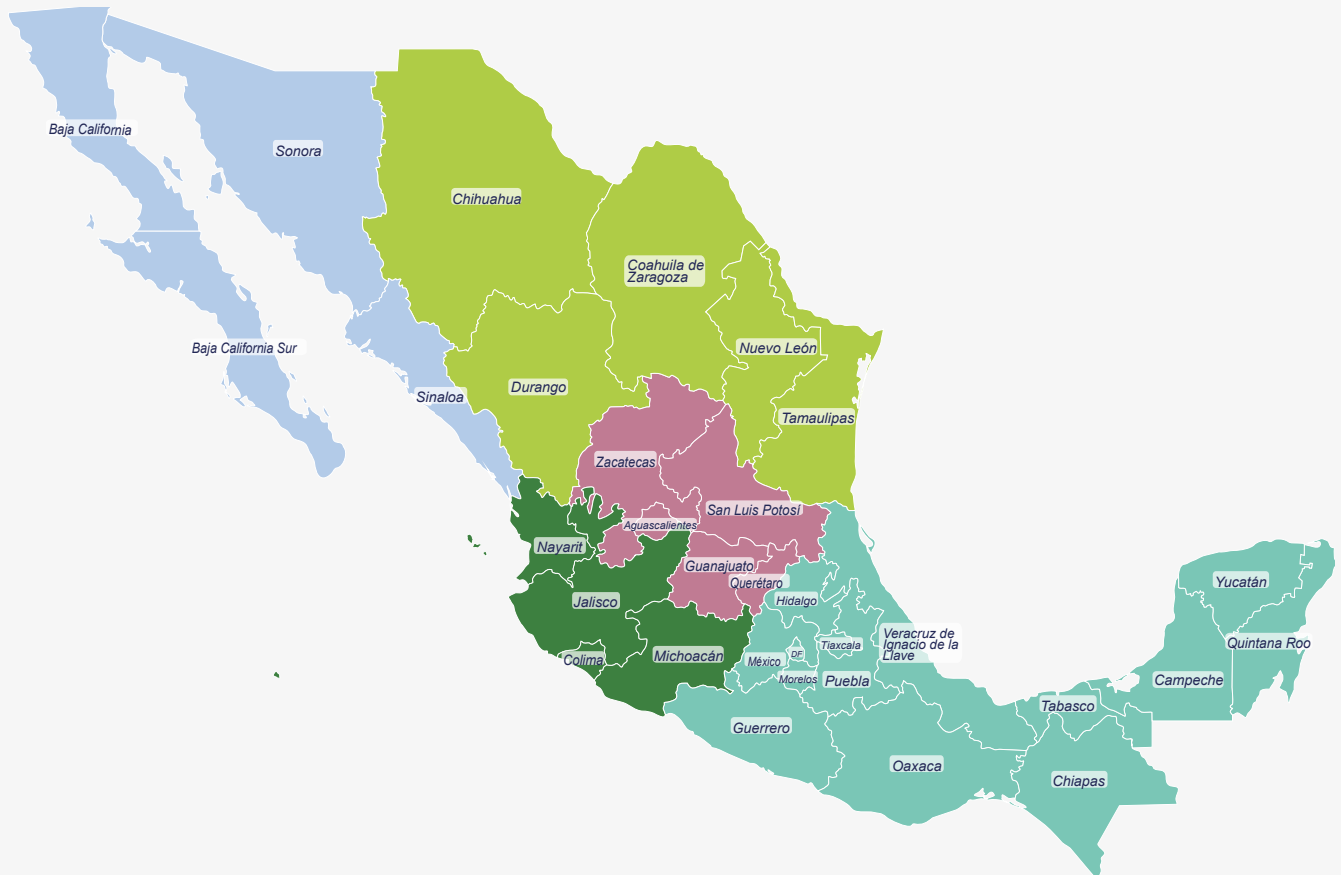 Baja California
Sonora
Chihuahua
Coahuila de
Zaragoza
Baja California Sur
Nuevo León
Durango
Sinaloa
Tamaulipas
Zacatecas
San Luis Potosí
Aguascalientes
Nayarit
Guanajuato
Querétaro
Yucatán
Jalisco
Hidalgo
Veracruz de
Ignacio de la
Llave
Tlaxcala
Quintana Roo
DF
Colima
Michoacán
México
Morelos
Puebla
Campeche
Tabasco
Guerrero
Oaxaca
Chiapas